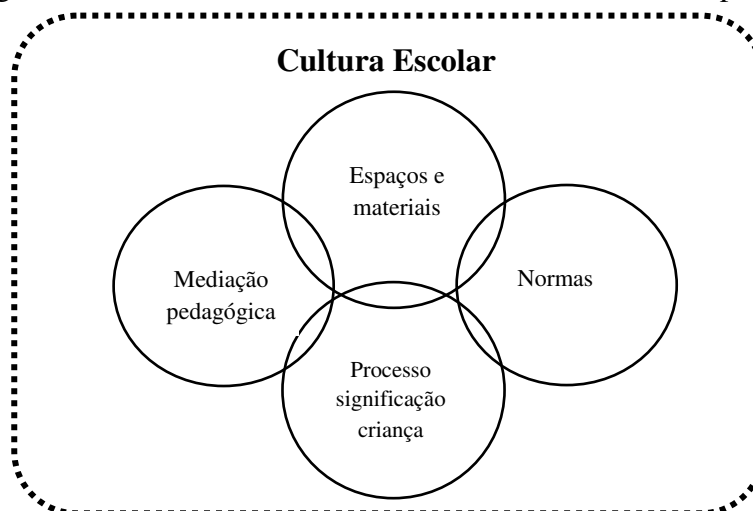 Cultura Escolar
Espaços e
materiais
Mediação
pedagógica
Normas
Processo
significação
criança